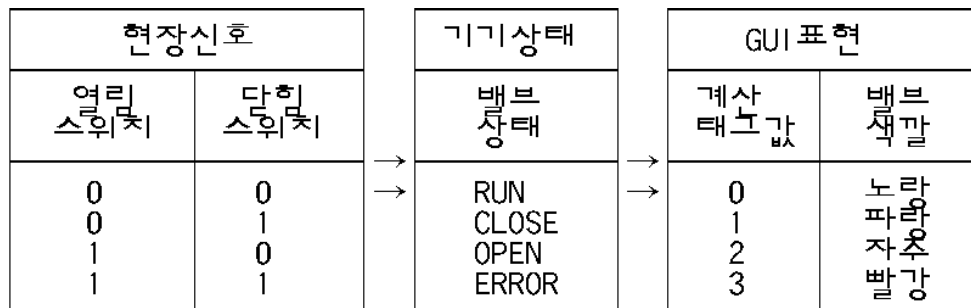 현장신호 기기상태 GUI표현
열림 스위치 닫힘 스위치 밸브 상태 계산 태그값 밸브 색깔
→ →
0 0 → RUN → 0 노랑
0 1 CLOSE 1 파랑
1 0 OPEN 2 자주
1 1 ERROR 3 빨강